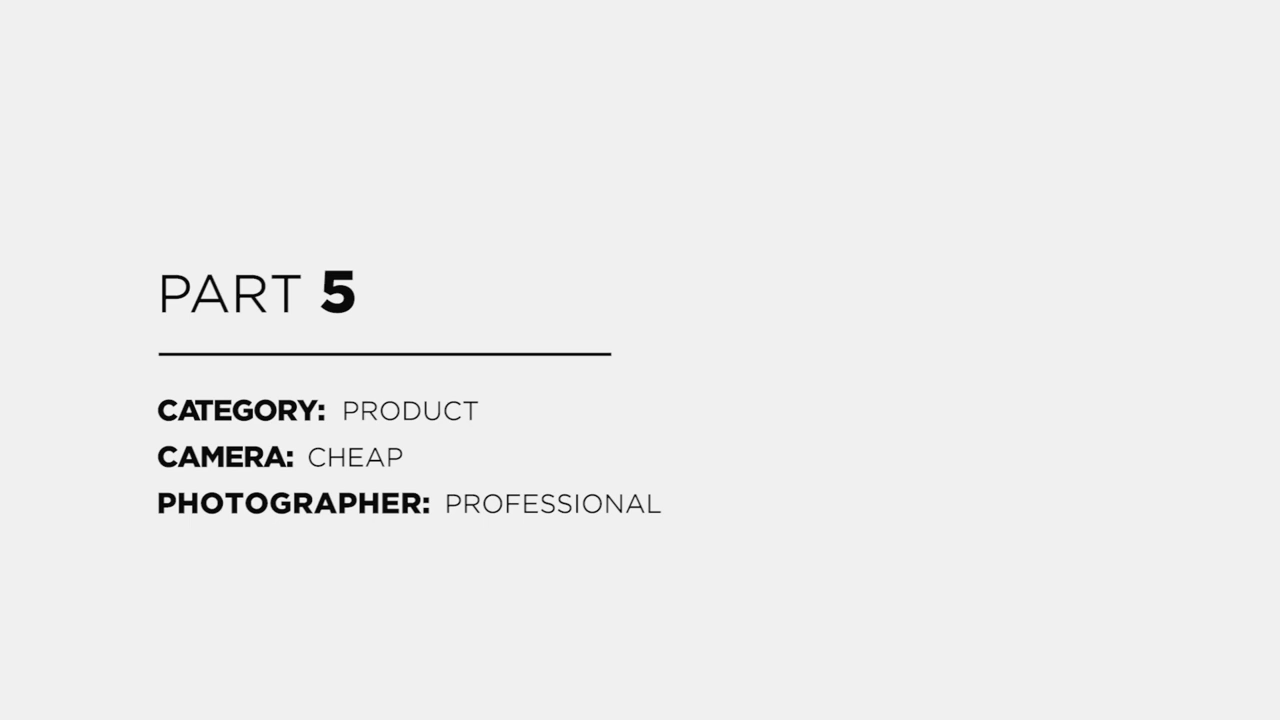 PART 5
CATEGORY: PRODUCT
CAMERA: CHEAP
PHOTOGRAPHER: PROFESSIONAL